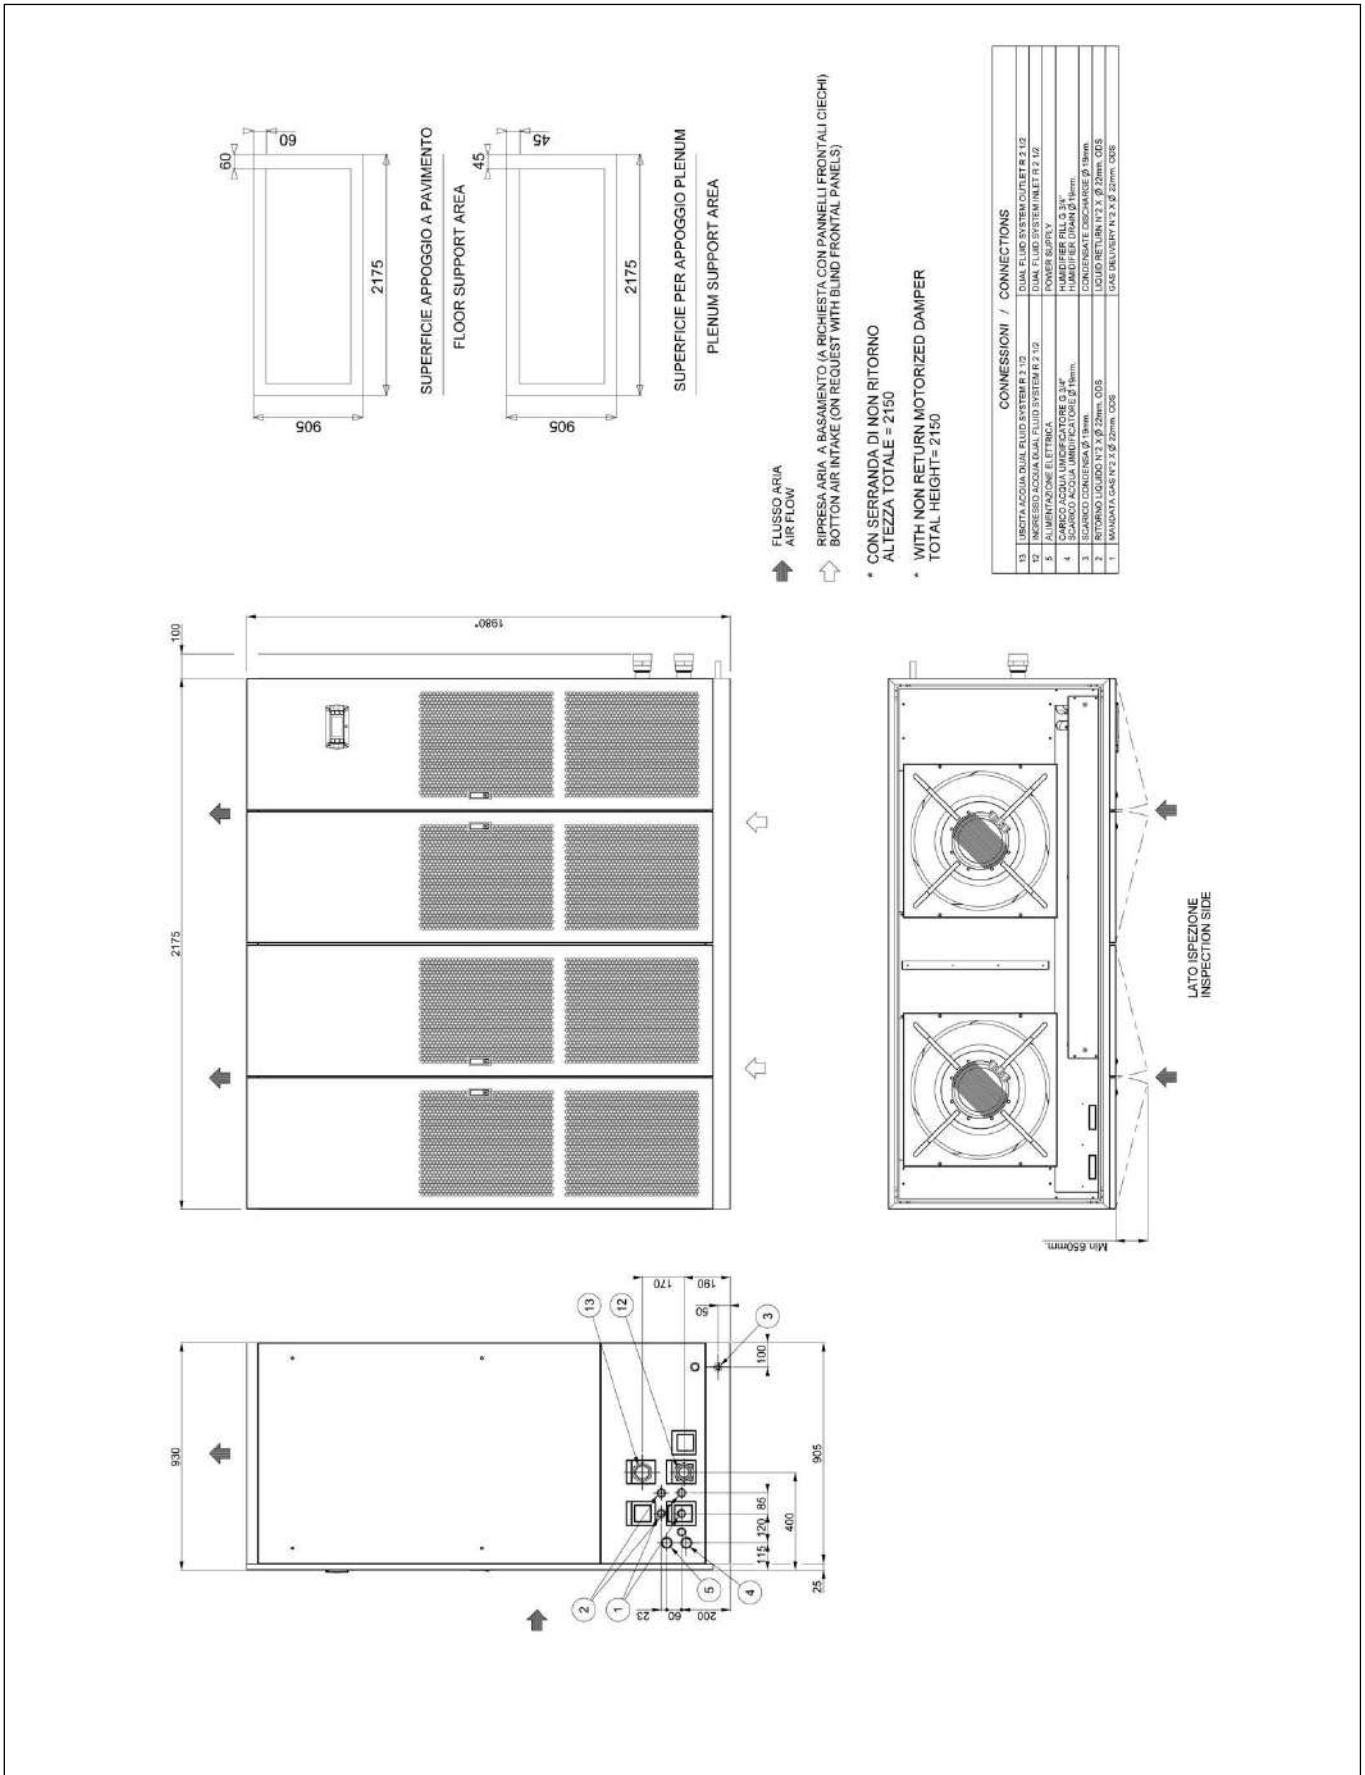 60
60
905
2175
SUPERFICIE APPOGGIO A PAVIMENTO
FLOOR SUPPORT AREA
45
45
905
2175
SUPERFICIE PER APPOGGIO PLENUM
PLENUM SUPPORT AREA
FLUSSO ARIA
AIR FLOW
RIPRESA ARIA A BASAMENTO (A RICHIESTA CON PANNELLI FRONTALI CIECHI)
BOTTON AIR INTAKE (ON REQUEST WITH BLIND FRONTAL PANELS)
* CON SERRANDA DI NON RITORNO
ALTEZZA TOTALE = 2150
* WITH NON RETURN MOTORIZED DAMPER
TOTAL HEIGHT= 2150
CONNESSIONI / CONNECTIONS
13 USCITA ACQUA DUAL FLUID SYSTEM R 2 1/2 DUAL FLUID SYSTEM OUTLET R 2 1/2
12 INGRESSO ACQUA DUAL FLUID SYSTEM R 2 1/2 DUAL FLUID SYSTEM INLET R 2 1/2
5 ALIMENTAZIONE ELETTRICA POWER SUPPLY
4 CARICO ACQUA UMIDIFICATORE G 3/4" HUMIDIFIER FILL G 3/4"
SCARICO ACQUA UMIDIFICATORE Ø 19mm. HUMIDIFIER DRAIN Ø 19mm.
3 SCARICO CONDENSA Ø 19mm. CONDENSATE DISCHARGE Ø 19mm.
2 RITORNO LIQUIDO N°2 X Ø 22mm. ODS LIQUID RETURN N°2 X Ø 22mm. ODS
1 MANDATA GAS N°2 X Ø 22mm. ODS GAS DELIVERY N°2 X Ø 22mm. ODS
2175
100
1980*
LATO ISPEZIONE
INSPECTION SIDE
Min 650mm.
930
13
12
170
190
50
3
100
905
85
400
120
115
25
2
1
5
4
23
60
200